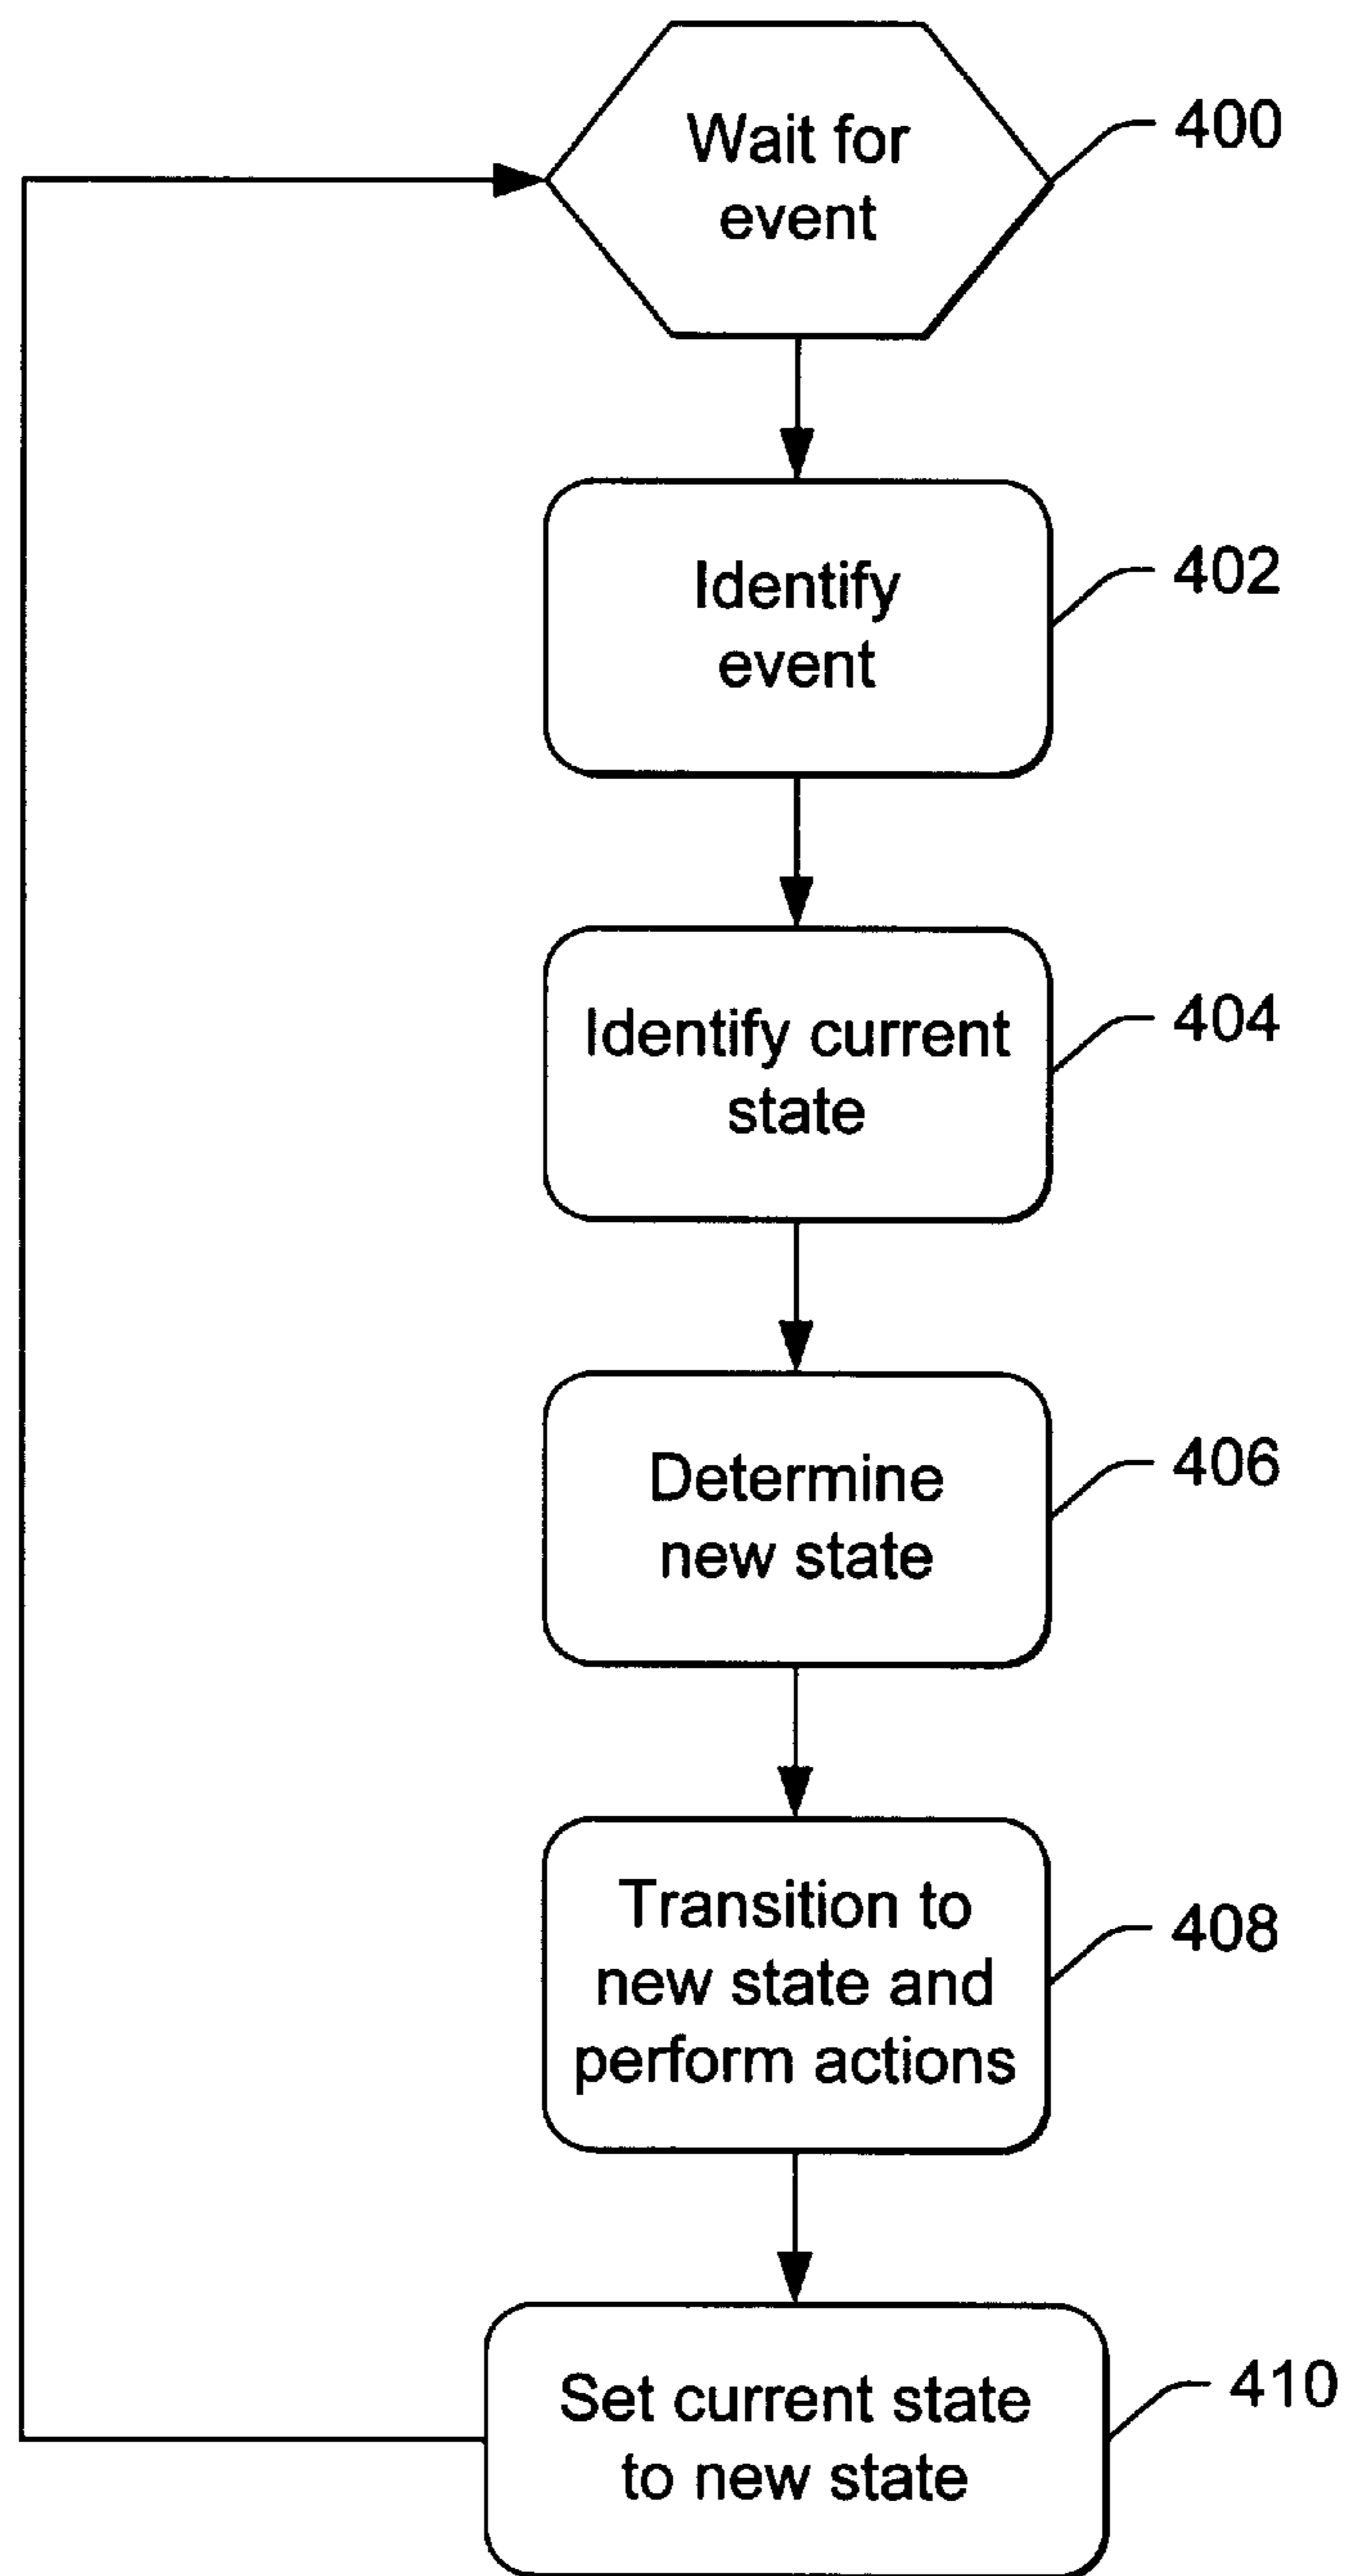 Wait for
event
400
Identify
event
402
Identify current
state
404
Determine
new state
406
Transition to
new state and
perform actions
408
Set current state
to new state
410